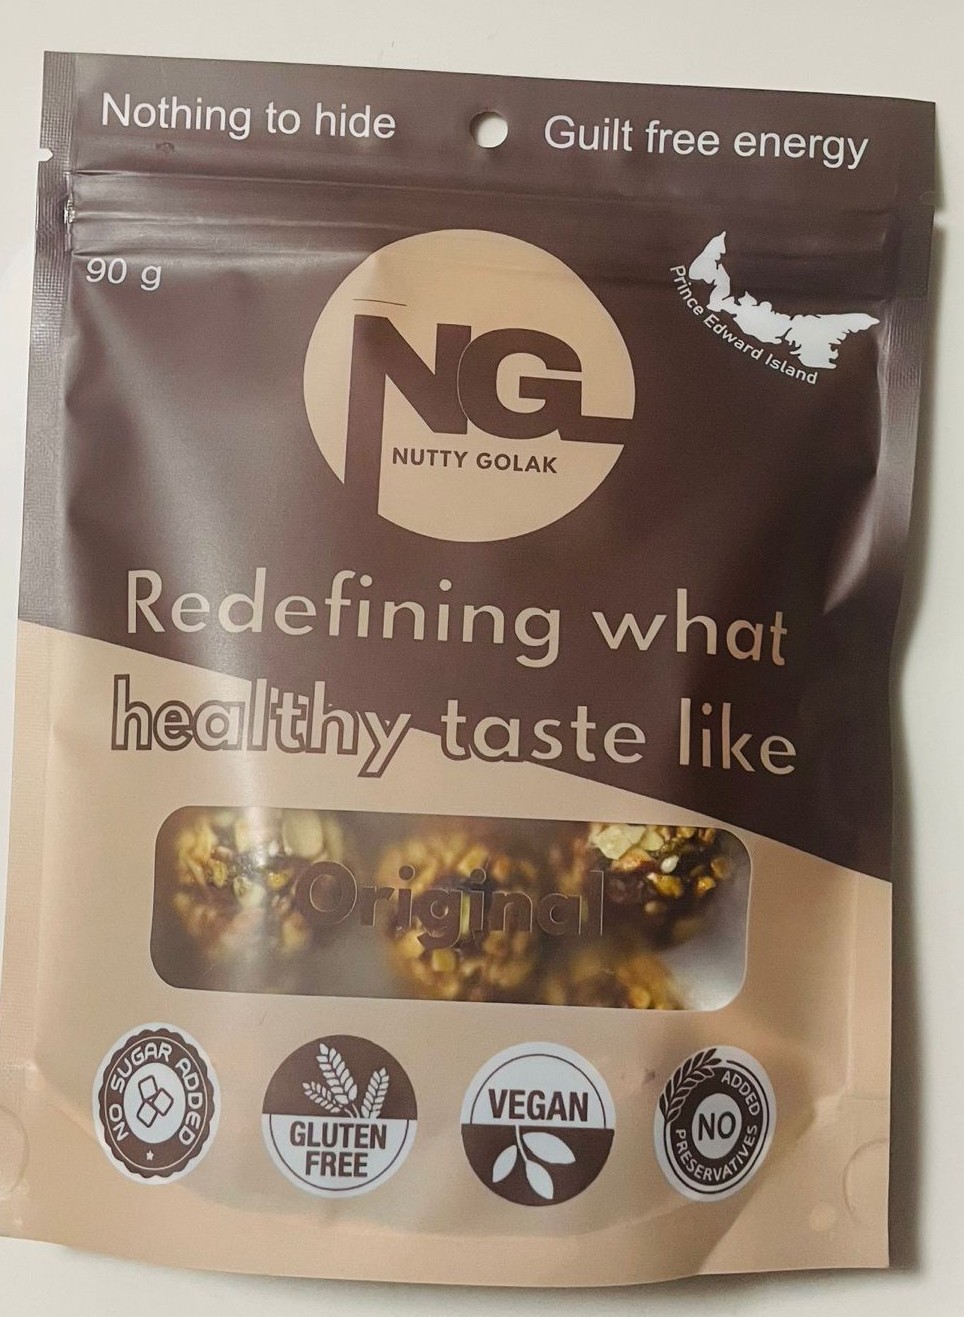 Nothing to hide
Guilt free energy
90 g
Prince Edward Island
NGL
NUTTY GOLAK
Redefining what
healthy taste like
Original
NO SUGAR ADDED
GLUTEN
FREE
VEGAN
NO
ADDED
PRESERVATIVES